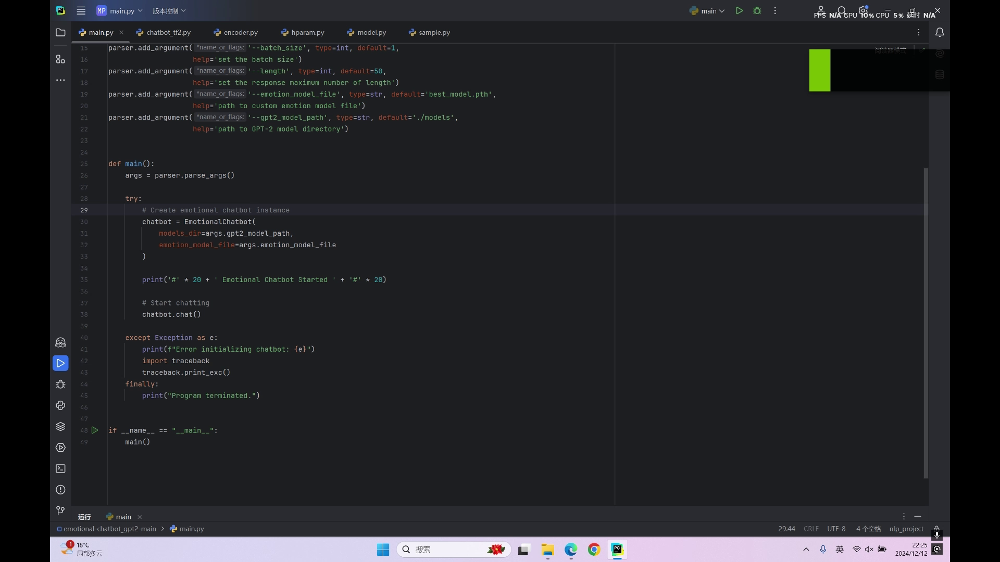 MP main.py 版本控制 main
FPS N/A GPU 10% CPU 5% 延时 N/A
main.py chatbot_tf2.py encoder.py hparam.py model.py sample.py
阅读器模式
15 parser.add_argument( *name_or_flags: '--batch_size', type=int, default=1,
16 help='set the batch size')
17 parser.add_argument( *name_or_flags: '--length', type=int, default=50,
18 help='set the response maximum number of length')
19 parser.add_argument( *name_or_flags: '--emotion_model_file', type=str, default='best_model.pth',
20 help='path to custom emotion model file')
21 parser.add_argument( *name_or_flags: '--gpt2_model_path', type=str, default='./models',
22 help='path to GPT-2 model directory')
23
24
25 def main():
26 args = parser.parse_args()
27
28 try:
29 # Create emotional chatbot instance
30 chatbot = EmotionalChatbot(
31 models_dir=args.gpt2_model_path,
32 emotion_model_file=args.emotion_model_file
33 )
34
35 print('#' * 20 + ' Emotional Chatbot Started ' + '#' * 20)
36
37 # Start chatting
38 chatbot.chat()
39
40 except Exception as e:
41 print(f"Error initializing chatbot: {e}")
42 import traceback
43 traceback.print_exc()
44 finally:
45 print("Program terminated.")
46
47
48 if __name__ == "__main__":
49 main()
运行 main
emotional-chatbot_gpt2-main main.py 29:44 CRLF UTF-8 4 个空格 nlp_project
1 18°C
局部多云
搜索
PC
英
22:25
2024/12/12